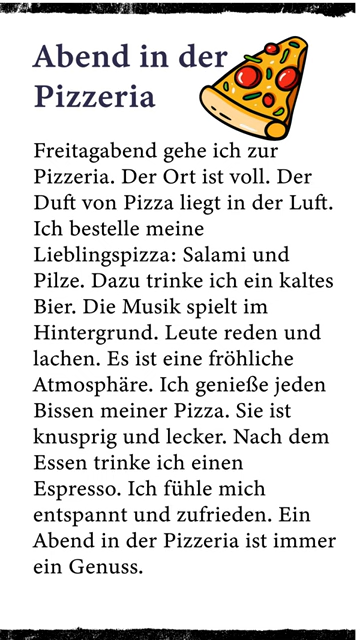 Abend in der
Pizzeria
Freitagabend gehe ich zur
Pizzeria. Der Ort ist voll. Der
Duft von Pizza liegt in der Luft.
Ich bestelle meine
Lieblingspizza: Salami und
Pilze. Dazu trinke ich ein kaltes
Bier. Die Musik spielt im
Hintergrund. Leute reden und
lachen. Es ist eine fröhliche
Atmosphäre. Ich genieße jeden
Bissen meiner Pizza. Sie ist
knusprig und lecker. Nach dem
Essen trinke ich einen
Espresso. Ich fühle mich
entspannt und zufrieden. Ein
Abend in der Pizzeria ist immer
ein Genuss.